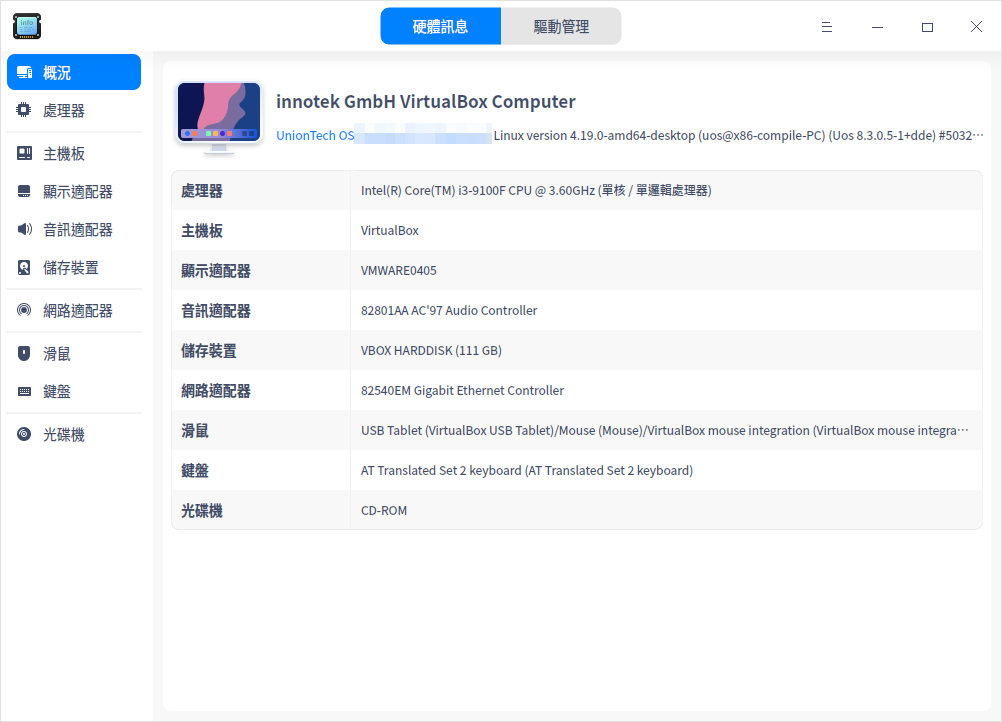 硬體訊息
驅動管理
概況
處理器
主機板
顯示適配器
音訊適配器
儲存裝置
網路適配器
滑鼠
鍵盤
光碟機
innotek GmbH VirtualBox Computer
UnionTech OS Linux version 4.19.0-amd64-desktop (uos@x86-compile-PC) (Uos 8.3.0.5-1+dde) #5032…
處理器 Intel(R) Core(TM) i3-9100F CPU @ 3.60GHz (單核 / 單邏輯處理器)
主機板 VirtualBox
顯示適配器 VMWARE0405
音訊適配器 82801AA AC'97 Audio Controller
儲存裝置 VBOX HARDDISK (111 GB)
網路適配器 82540EM Gigabit Ethernet Controller
滑鼠 USB Tablet (VirtualBox USB Tablet)/Mouse (Mouse)/VirtualBox mouse integration (VirtualBox mouse integra…
鍵盤 AT Translated Set 2 keyboard (AT Translated Set 2 keyboard)
光碟機 CD-ROM